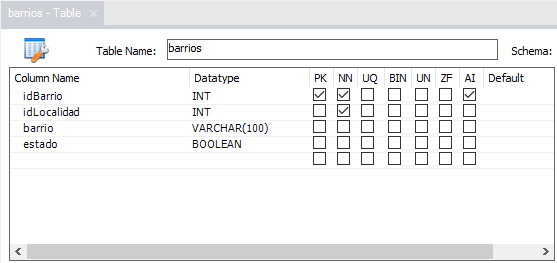 barrios - Table ×
Table Name: barrios Schema:
Column Name Datatype PK NN UQ BIN UN ZF AI Default
idBarrio INT
idLocalidad INT
barrio VARCHAR(100)
estado BOOLEAN